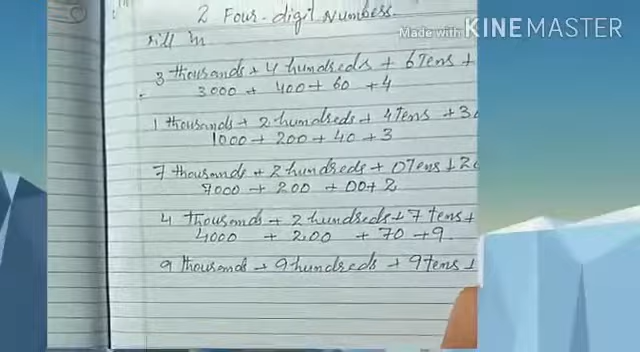 2 Four-digit Numbers.
Made with KINEMASTER
Fill in
3 thousands + 4 hundreds + 6 Tens +
3000 + 400 + 60 + 4
1 thousands + 2 hundreds + 4 Tens + 3
1000 + 200 + 40 + 3
7 thousands + 2 hundreds + 0 Tens + 2
7000 + 200 + 00 + 2
4 thousands + 2 hundreds + 7 tens +
4000 + 200 + 70 + 9
9 thousands + 9 hundreds + 9 tens +